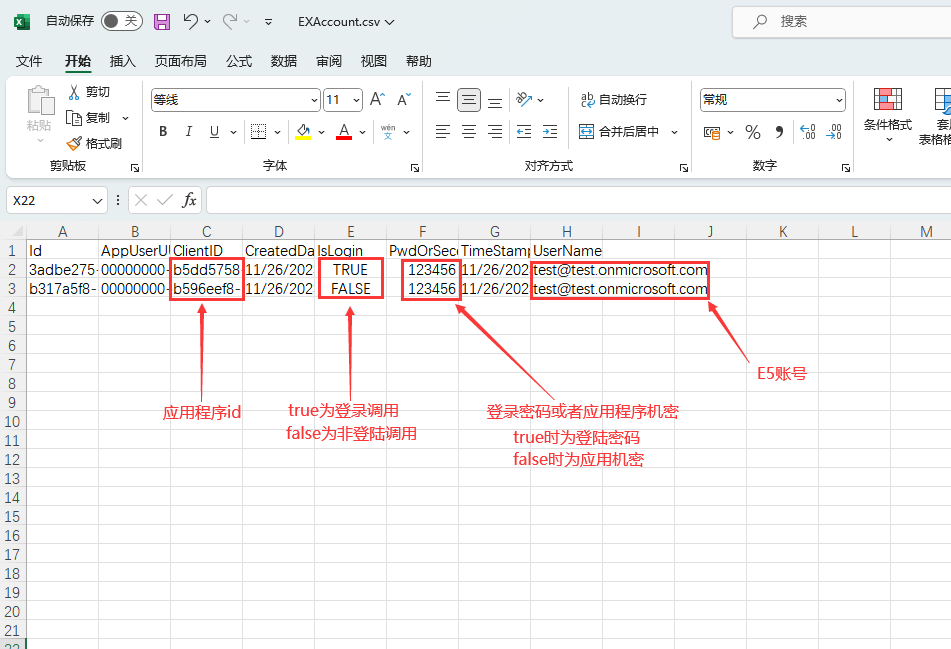 自动保存 关 EXAccount.csv 搜索
文件 开始 插入 页面布局 公式 数据 审阅 视图 帮助
粘贴 剪切 复制 格式刷
剪贴板
等线 11 A A
B I U A wén 文
字体
ab 自动换行
合并后居中
对齐方式
常规
% 9 .00
数字
条件格式 套
表格格
X22 fx
A B C D E F G H I J K L M
1 Id AppUserU ClientID CreatedDa IsLogin PwdOrSec TimeStamp UserName
2 3adbe275- 00000000- b5dd5758- 11/26/202 TRUE 123456 11/26/202 test@test.onmicrosoft.com
3 b317a5f8- 00000000- b596eef8- 11/26/202 FALSE 123456 11/26/202 test@test.onmicrosoft.com
4
5
6
7
8 E5账号
9
10 应用程序id true为登录调用 登录密码或者应用程序机密
11 false为非登陆调用 true时为登陆密码
12 false时为应用机密
13
14
15
16
17
18
19
20
21
22